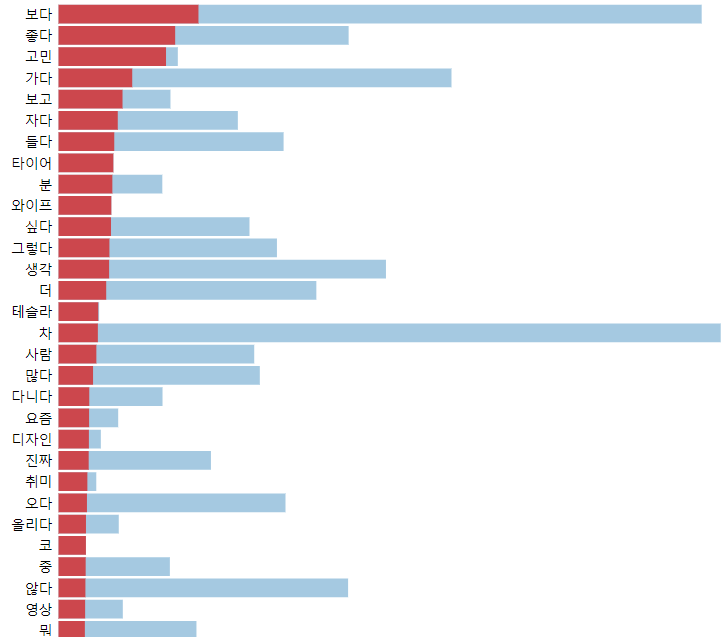 보다
좋다
고민
가다
보고
자다
들다
타이어
분
와이프
싶다
그렇다
생각
더
테슬라
차
사람
많다
다니다
요즘
디자인
진짜
취미
오다
올리다
코
중
않다
영상
뭐